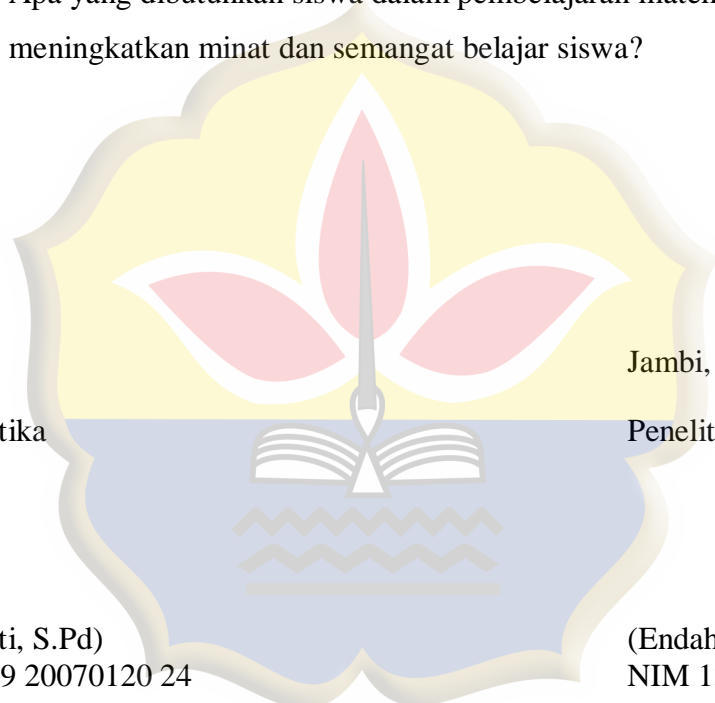 Apa yang dibutuhkan siswa dalam pembelajaran
meningkatkan minat dan semangat belajar siswa?
Jambi,
tika
Penelit
ti, S.Pd)
(Endah
9 20070120 24
NIM 1